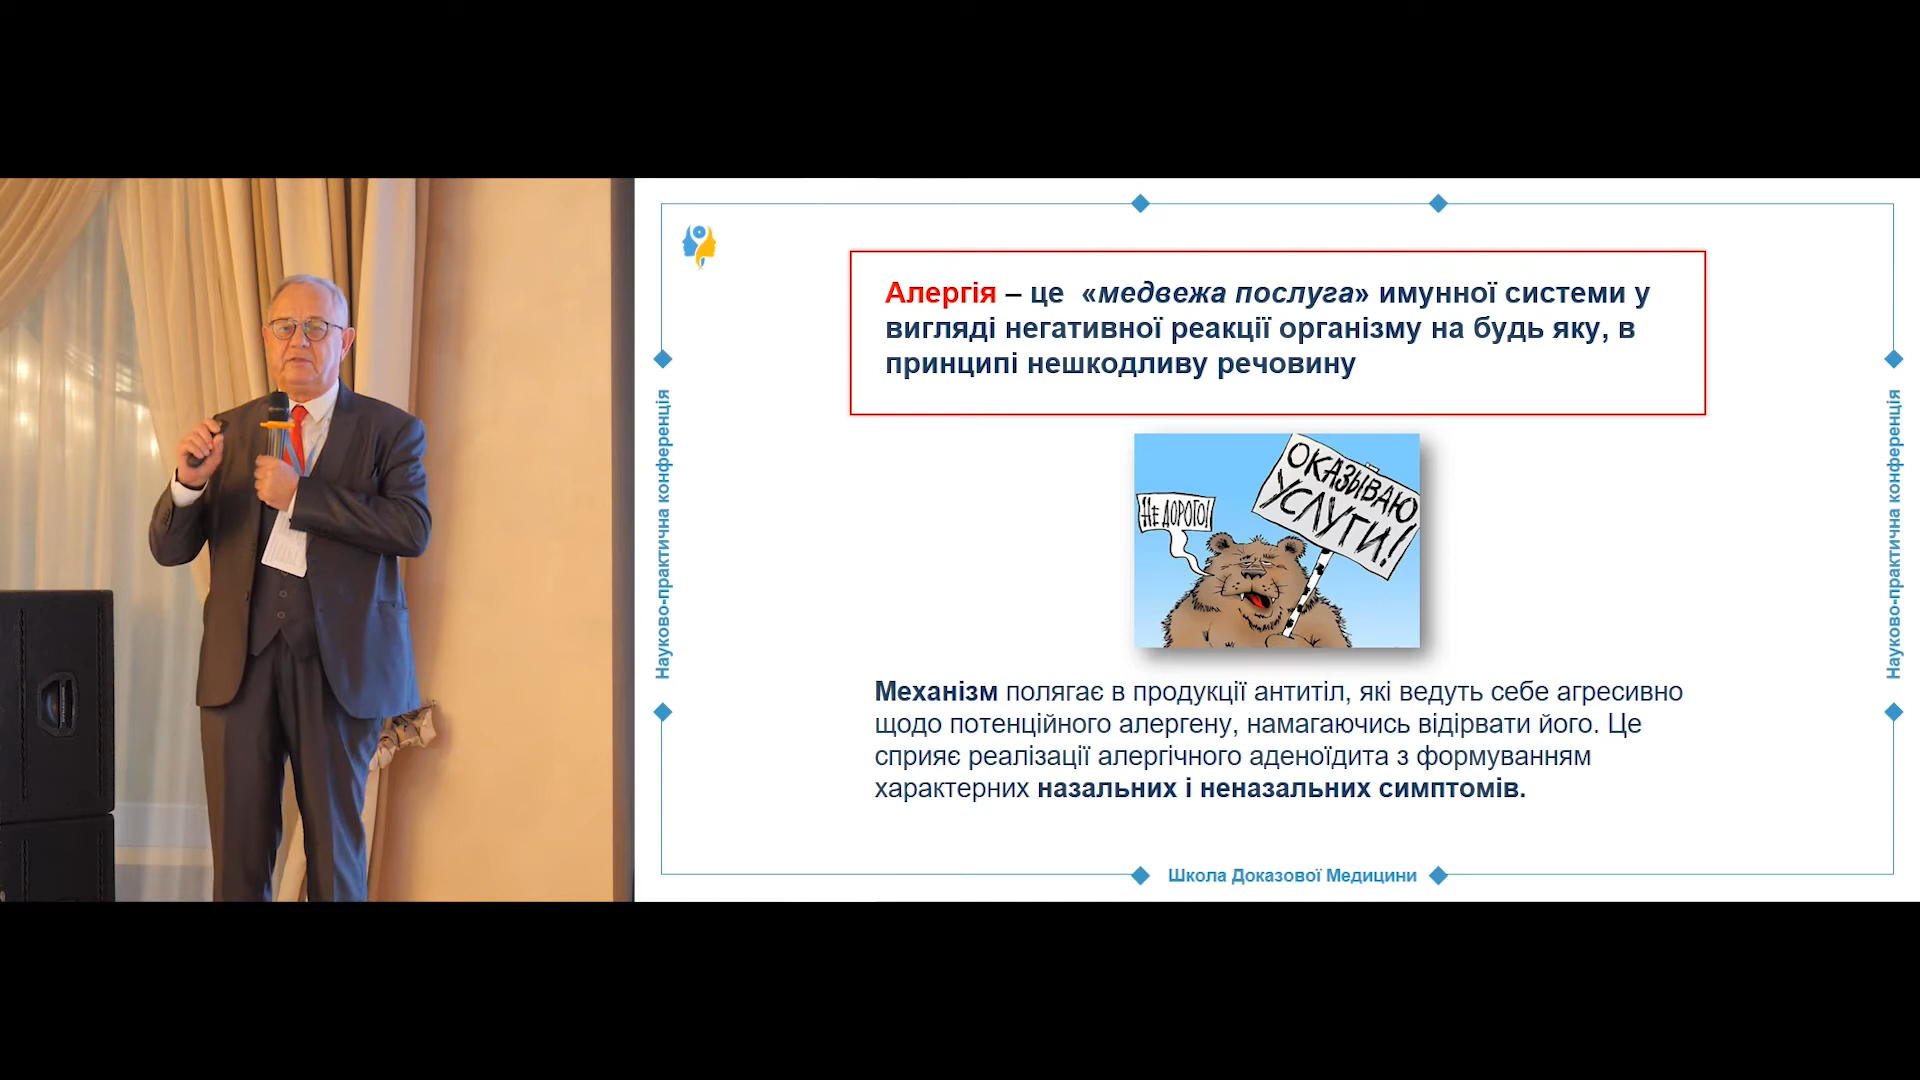 Алергія – це «медвежа послуга» имунної системи у
вигляді негативної реакції організму на будь яку, в
принципі нешкодливу речовину
НЕ ДОРОГО!
ОКАЗЫВАЮ
УСЛУГИ!
Механізм полягає в продукції антитіл, які ведуть себе агресивно
щодо потенційного алергену, намагаючись відірвати його. Це
сприяє реалізації алергічного аденоїдита з формуванням
характерних назальних і неназальних симптомів.
Науково-практична конференція
Науково-практична конференція
Школа Доказової Медицини